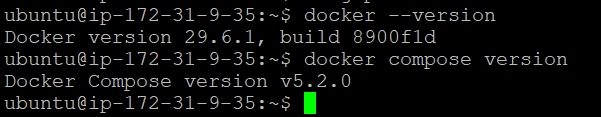 ubuntu@ip-172-31-9-35:~$ docker --version
Docker version 29.6.1, build 8900f1d
ubuntu@ip-172-31-9-35:~$ docker compose version
Docker Compose version v5.2.0
ubuntu@ip-172-31-9-35:~$